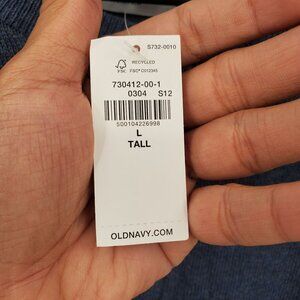 S732-0010
RECYCLED
FSC FSC® C012345
730412-00-1
0304 S12
500104226998
L
TALL
OLDNAVY.COM